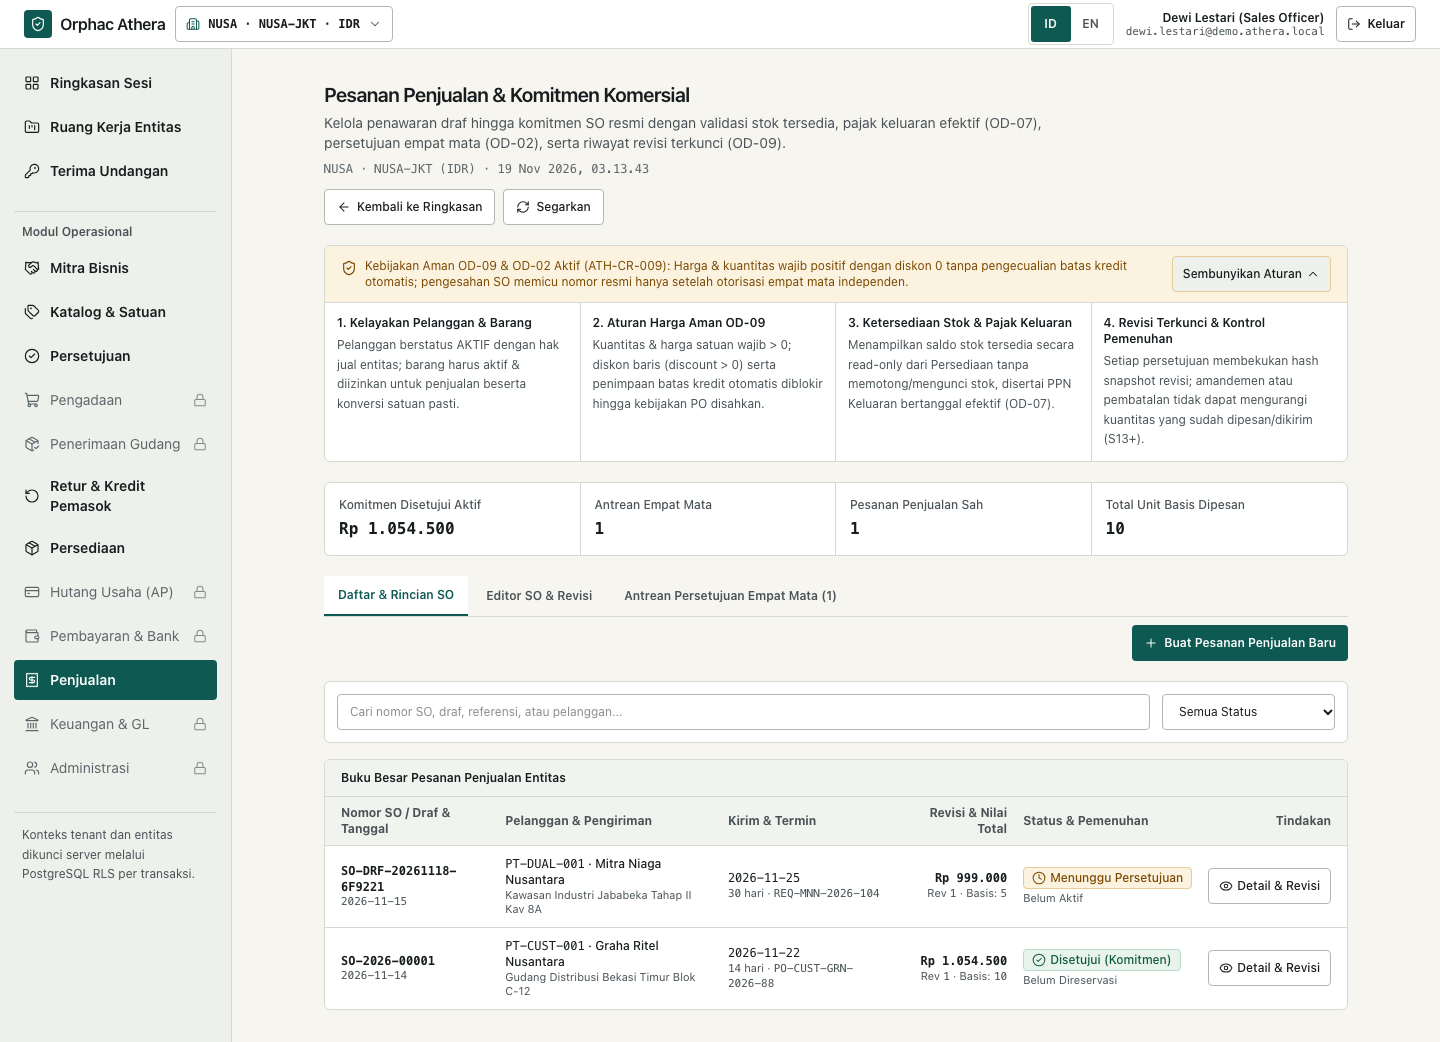 Orphac Athera
NUSA · NUSA-JKT · IDR
ID
EN
Dewi Lestari (Sales Officer)
dewi.lestari@demo.athera.local
Keluar
Ringkasan Sesi
Ruang Kerja Entitas
Terima Undangan
Modul Operasional
Mitra Bisnis
Katalog & Satuan
Persetujuan
Pengadaan
Penerimaan Gudang
Retur & Kredit
Pemasok
Persediaan
Hutang Usaha (AP)
Pembayaran & Bank
Penjualan
Keuangan & GL
Administrasi
Konteks tenant dan entitas
dikunci server melalui
PostgreSQL RLS per transaksi.
Pesanan Penjualan & Komitmen Komersial
Kelola penawaran draf hingga komitmen SO resmi dengan validasi stok tersedia, pajak keluaran efektif (OD-07),
persetujuan empat mata (OD-02), serta riwayat revisi terkunci (OD-09).
NUSA · NUSA-JKT (IDR) · 19 Nov 2026, 03.13.43
Kembali ke Ringkasan
Segarkan
Kebijakan Aman OD-09 & OD-02 Aktif (ATH-CR-009): Harga & kuantitas wajib positif dengan diskon 0 tanpa pengecualian batas kredit
otomatis; pengesahan SO memicu nomor resmi hanya setelah otorisasi empat mata independen.
Sembunyikan Aturan
1. Kelayakan Pelanggan & Barang
Pelanggan berstatus AKTIF dengan hak
jual entitas; barang harus aktif &
diizinkan untuk penjualan beserta
konversi satuan pasti.
2. Aturan Harga Aman OD-09
Kuantitas & harga satuan wajib > 0;
diskon baris (discount > 0) serta
penimpaan batas kredit otomatis diblokir
hingga kebijakan PO disahkan.
3. Ketersediaan Stok & Pajak Keluaran
Menampilkan saldo stok tersedia secara
read-only dari Persediaan tanpa
memotong/mengunci stok, disertai PPN
Keluaran bertanggal efektif (OD-07).
4. Revisi Terkunci & Kontrol
Pemenuhan
Setiap persetujuan membekukan hash
snapshot revisi; amandemen atau
pembatalan tidak dapat mengurangi
kuantitas yang sudah dipesan/dikirim
(S13+).
Komitmen Disetujui Aktif
Rp 1.054.500
Antrean Empat Mata
1
Pesanan Penjualan Sah
1
Total Unit Basis Dipesan
10
Daftar & Rincian SO
Editor SO & Revisi
Antrean Persetujuan Empat Mata (1)
Buat Pesanan Penjualan Baru
Cari nomor SO, draf, referensi, atau pelanggan...
Semua Status
Buku Besar Pesanan Penjualan Entitas
Nomor SO / Draf &
Tanggal
Pelanggan & Pengiriman
Kirim & Termin
Revisi & Nilai
Total
Status & Pemenuhan
Tindakan
SO-DRF-20261118-
6F9221
2026-11-15
PT-DUAL-001 · Mitra Niaga
Nusantara
Kawasan Industri Jababeka Tahap II
Kav 8A
2026-11-25
30 hari · REQ-MNN-2026-104
Rp 999.000
Rev 1 · Basis: 5
Menunggu Persetujuan
Belum Aktif
Detail & Revisi
SO-2026-00001
2026-11-14
PT-CUST-001 · Graha Ritel
Nusantara
Gudang Distribusi Bekasi Timur Blok
C-12
2026-11-22
14 hari · PO-CUST-GRN-
2026-88
Rp 1.054.500
Rev 1 · Basis: 10
Disetujui (Komitmen)
Belum Direservasi
Detail & Revisi